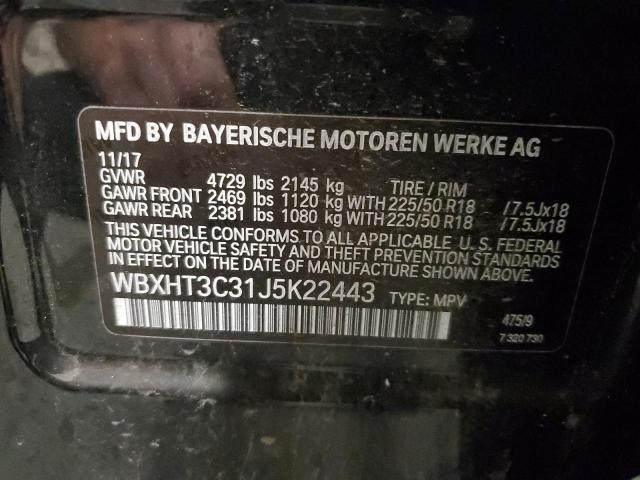 MFD BY BAYERISCHE MOTOREN WERKE AG
11/17
GVWR 4729 lbs 2145 kg TIRE / RIM
GAWR FRONT 2469 lbs 1120 kg WITH 225/50 R18 / 7.5Jx18
GAWR REAR 2381 lbs 1080 kg WITH 225/50 R18 / 7.5Jx18
THIS VEHICLE CONFORMS TO ALL APPLICABLE U. S. FEDERAL
MOTOR VEHICLE SAFETY AND THEFT PREVENTION STANDARDS
IN EFFECT ON THE DATE OF MANUFACTURE SHOWN ABOVE.
WBXHT3C31J5K22443 TYPE: MPV
475/9
7 320 730